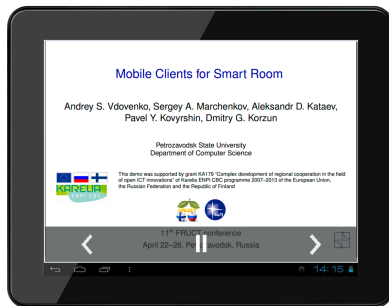 Mobile Clients for Smart Room
Andrey S. Vdovenko, Sergey A. Marchenkov, Aleksandr D. Kataev,
Pavel Y. Kovyrshin, Dmitry G. Korzun
Petrozavodsk State University
Department of Computer Science
This demo was supported by grant KA179 "Complex development of regional cooperation in the field
of open ICT innovations" of Karelia ENPI CBC programme 2007–2013 of the European Union,
the Russian Federation and the Republic of Finland
KARELIA
ENPI CBC
FRUCT
11th FRUCT conference
April 22–26, Petrozavodsk, Russia
14:15